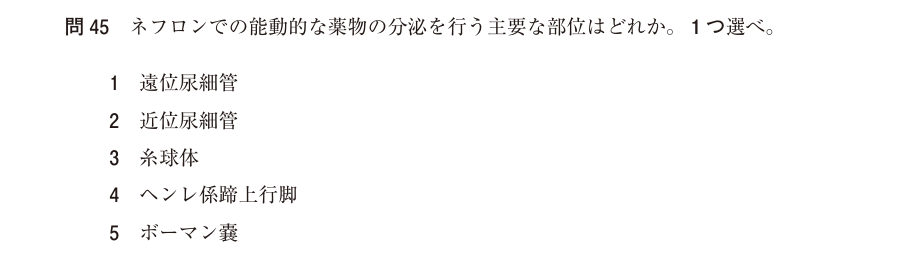 問 45　ネフロンでの能動的な薬物の分泌を行う主要な部位はどれか。1つ選べ。
1　遠位尿細管
2　近位尿細管
3　糸球体
4　ヘンレ係蹄上行脚
5　ボーマン嚢